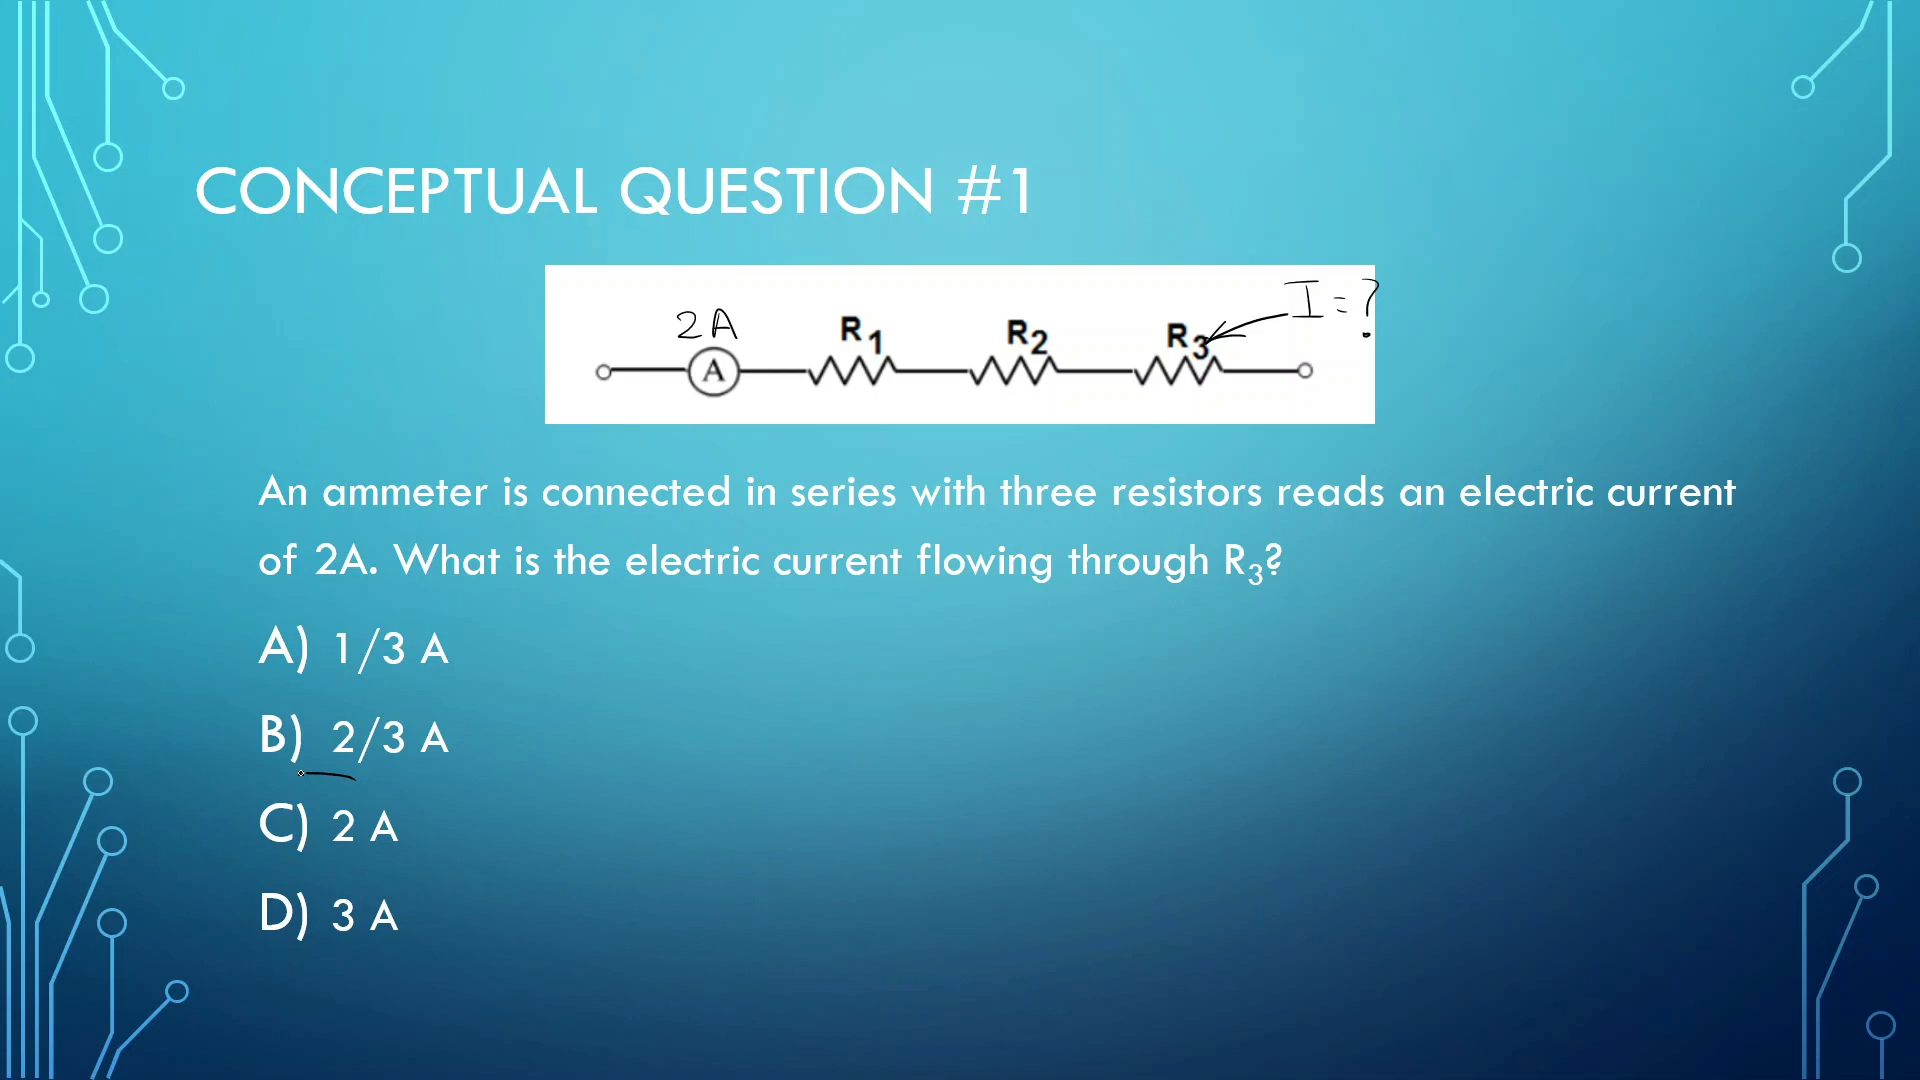 CONCEPTUAL QUESTION #1
2A R1 R2 R3 I = ?
A
An ammeter is connected in series with three resistors reads an electric current
of 2A. What is the electric current flowing through R3?
A) 1/3 A
B) 2/3 A
C) 2 A
D) 3 A